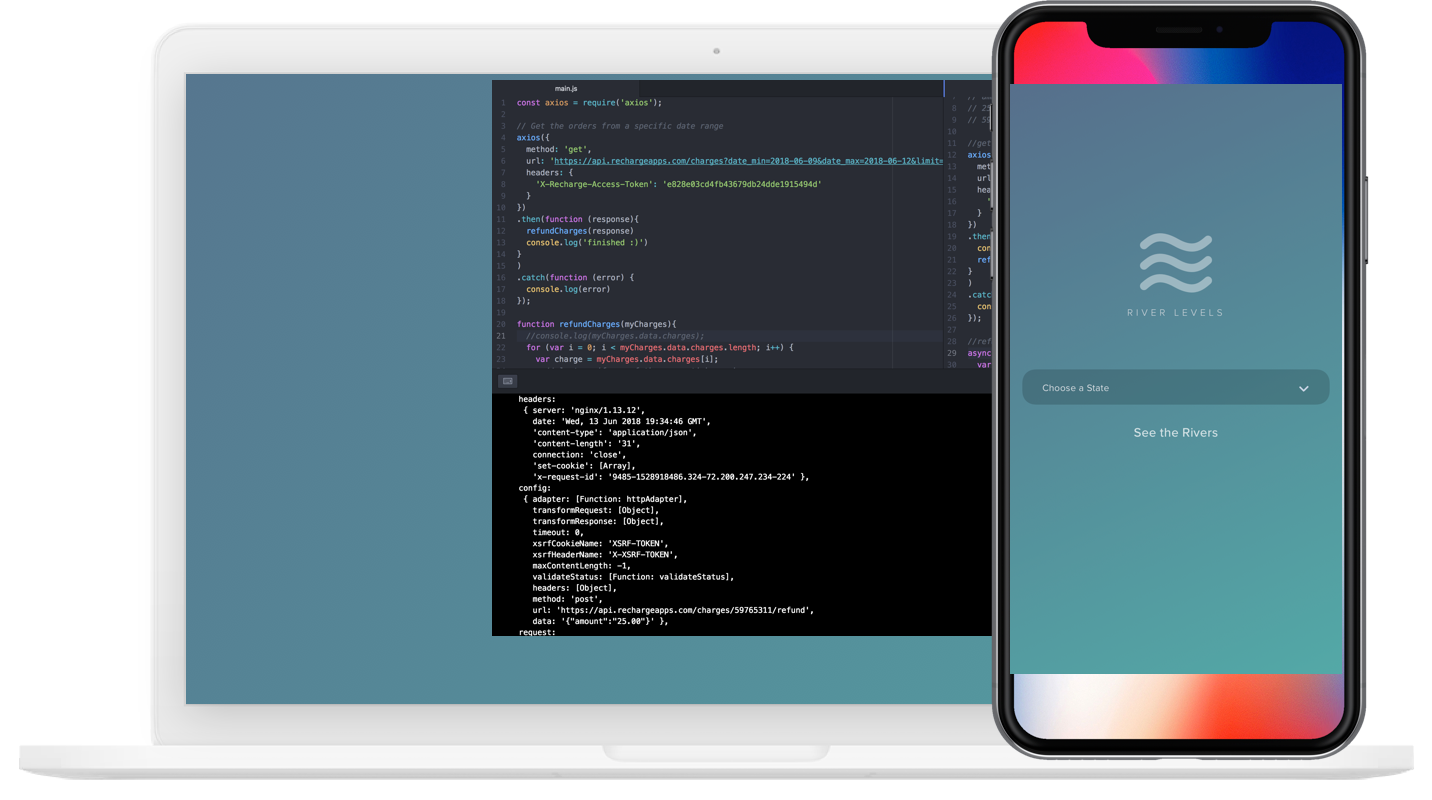 main.js
1 const axios = require('axios');
2
3 // Get the orders from a specific date range
4 axios({
5 method: 'get',
6 url: 'https://api.rechargeapps.com/charges?date_min=2018-06-09&date_max=2018-06-12&limit=
7 headers: {
8 'X-Recharge-Access-Token': 'e828e03cd4fb43679db24dde1915494d'
9 }
10 })
11 .then(function (response){
12 refundCharges(response)
13 console.log('finished :)')
14 }
15 )
16 .catch(function (error) {
17 console.log(error)
18 });
19
20 function refundCharges(myCharges){
21 //console.log(myCharges.data.charges);
22 for (var i = 0; i < myCharges.data.charges.length; i++) {
23 var charge = myCharges.data.charges[i];
8 // 25
9 // 59
10
11 //get
12 axios
13 met
14 url
15 hea
16 '
17 }
18 })
19 .then
20 con
21 ref
22 }
23 )
24 .catc
25 con
26 });
27
28 //ref
29 async
30 var
headers:
{ server: 'nginx/1.13.12',
date: 'Wed, 13 Jun 2018 19:34:46 GMT',
'content-type': 'application/json',
'content-length': '31',
connection: 'close',
'set-cookie': [Array],
'x-request-id': '9485-1528918486.324-72.200.247.234-224' },
config:
{ adapter: [Function: httpAdapter],
transformRequest: [Object],
transformResponse: [Object],
timeout: 0,
xsrfCookieName: 'XSRF-TOKEN',
xsrfHeaderName: 'X-XSRF-TOKEN',
maxContentLength: -1,
validateStatus: [Function: validateStatus],
headers: [Object],
method: 'post',
url: 'https://api.rechargeapps.com/charges/59765311/refund',
data: '{"amount":"25.00"}' },
request:
RIVER LEVELS
Choose a State
See the Rivers